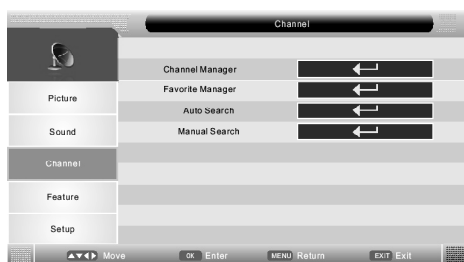 Channel
Channel Manager
Favorite Manager
Auto Search
Manual Search
Picture
Sound
Channel
Feature
Setup
Move OK Enter MENU Return EXIT Exit